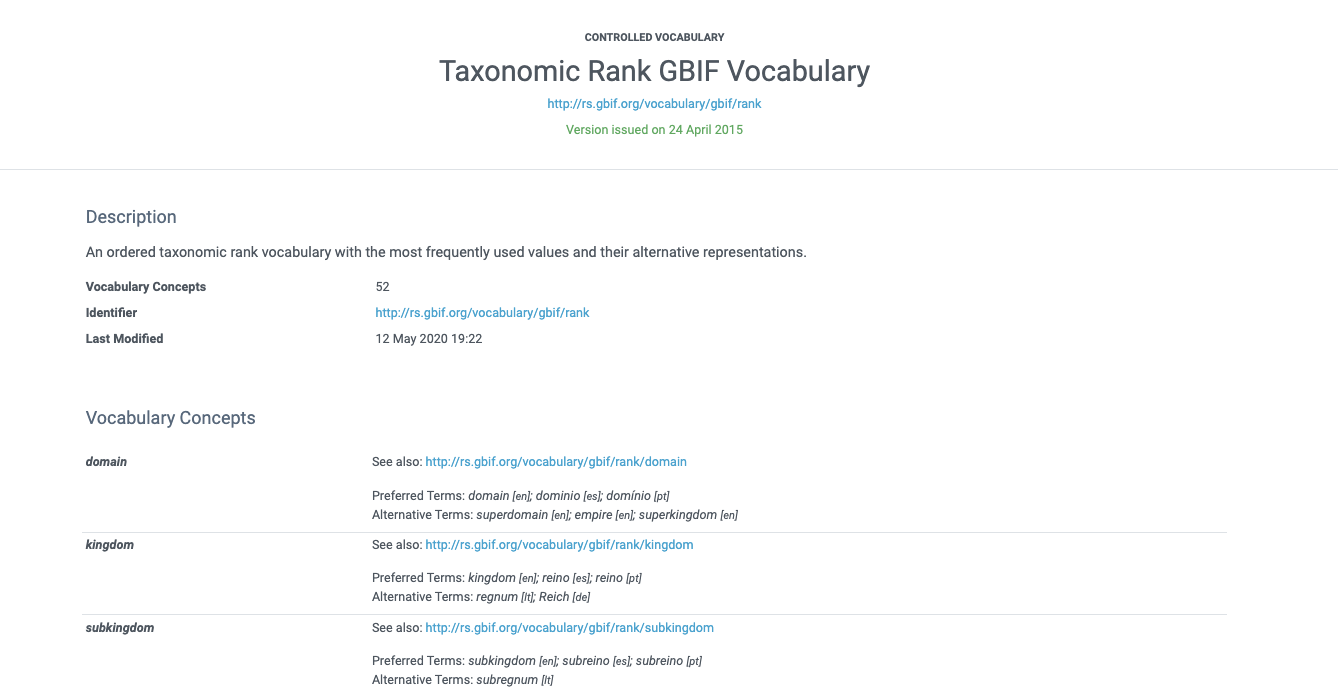 CONTROLLED VOCABULARY
Taxonomic Rank GBIF Vocabulary
http://rs.gbif.org/vocabulary/gbif/rank
Version issued on 24 April 2015
Description
An ordered taxonomic rank vocabulary with the most frequently used values and their alternative representations.
Vocabulary Concepts 52
Identifier http://rs.gbif.org/vocabulary/gbif/rank
Last Modified 12 May 2020 19:22
Vocabulary Concepts
domain See also: http://rs.gbif.org/vocabulary/gbif/rank/domain
Preferred Terms: domain [en]; dominio [es]; domínio [pt]
Alternative Terms: superdomain [en]; empire [en]; superkingdom [en]
kingdom See also: http://rs.gbif.org/vocabulary/gbif/rank/kingdom
Preferred Terms: kingdom [en]; reino [es]; reino [pt]
Alternative Terms: regnum [lt]; Reich [de]
subkingdom See also: http://rs.gbif.org/vocabulary/gbif/rank/subkingdom
Preferred Terms: subkingdom [en]; subreino [es]; subreino [pt]
Alternative Terms: subregnum [lt]